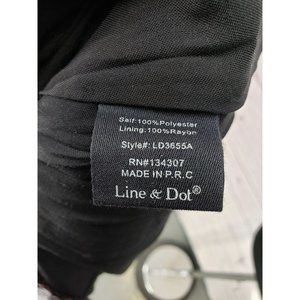 Self:100%Polyester
Lining:100%Rayon
Style#: LD3655A
RN#134307
MADE IN P.R.C
Line & Dot®